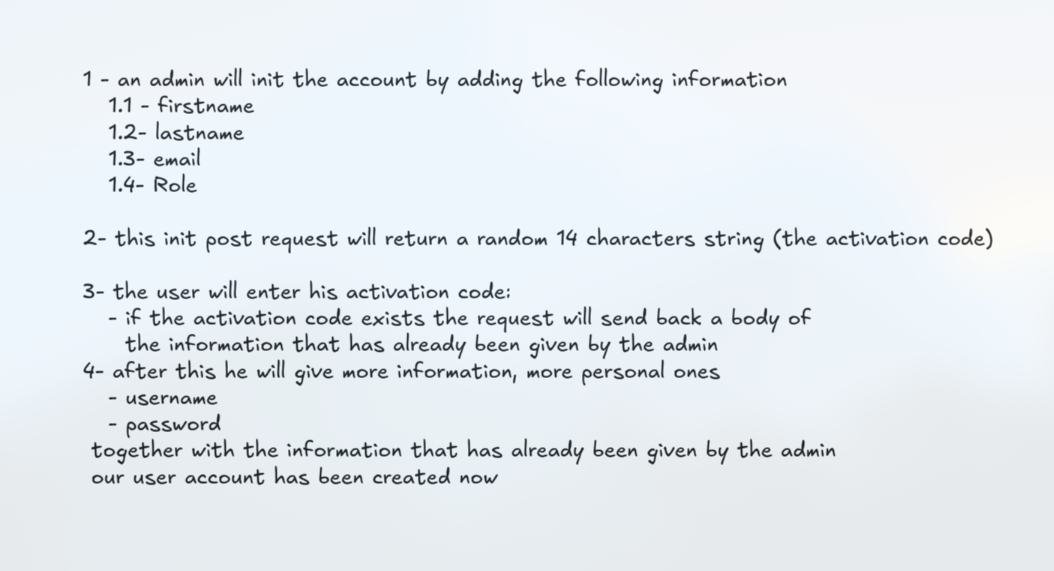 1 - an admin will init the account by adding the following information
1.1 - firstname
1.2- lastname
1.3- email
1.4- Role
2- this init post request will return a random 14 characters string (the activation code)
3- the user will enter his activation code:
- if the activation code exists the request will send back a body of
the information that has already been given by the admin
4- after this he will give more information, more personal ones
- username
- password
together with the information that has already been given by the admin
our user account has been created now